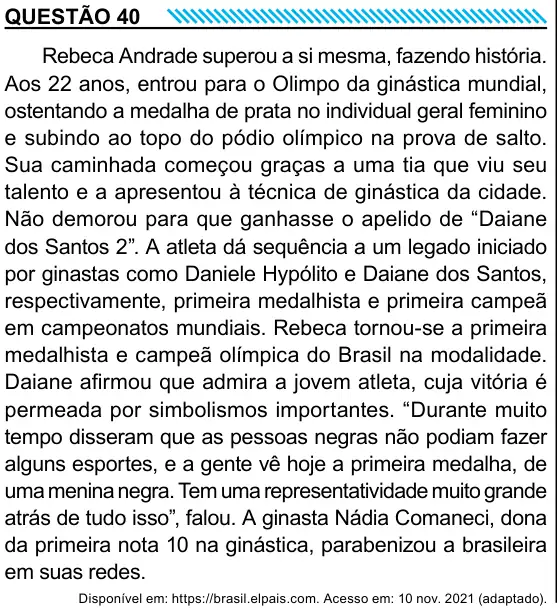 QUESTÃO 40
Rebeca Andrade superou a si mesma, fazendo história.
Aos 22 anos, entrou para o Olimpo da ginástica mundial,
ostentando a medalha de prata no individual geral feminino
e subindo ao topo do pódio olímpico na prova de salto.
Sua caminhada começou graças a uma tia que viu seu
talento e a apresentou à técnica de ginástica da cidade.
Não demorou para que ganhasse o apelido de “Daiane
dos Santos 2”. A atleta dá sequência a um legado iniciado
por ginastas como Daniele Hypólito e Daiane dos Santos,
respectivamente, primeira medalhista e primeira campeã
em campeonatos mundiais. Rebeca tornou-se a primeira
medalhista e campeã olímpica do Brasil na modalidade.
Daiane afirmou que admira a jovem atleta, cuja vitória é
permeada por simbolismos importantes. “Durante muito
tempo disseram que as pessoas negras não podiam fazer
alguns esportes, e a gente vê hoje a primeira medalha, de
uma menina negra. Tem uma representatividade muito grande
atrás de tudo isso”, falou. A ginasta Nádia Comaneci, dona
da primeira nota 10 na ginástica, parabenizou a brasileira
em suas redes.
Disponível em: https://brasil.elpais.com. Acesso em: 10 nov. 2021 (adaptado).